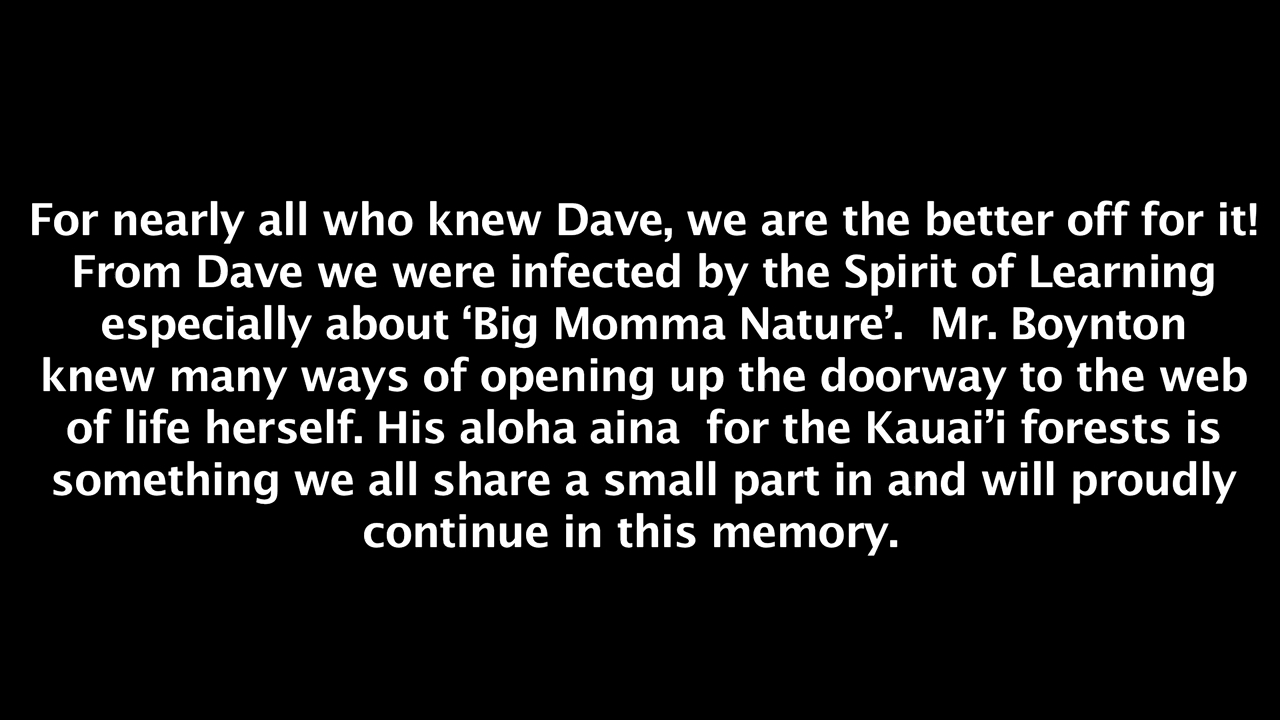 For nearly all who knew Dave, we are the better off for it!
From Dave we were infected by the Spirit of Learning
especially about ‘Big Momma Nature’.  Mr. Boynton
knew many ways of opening up the doorway to the web
of life herself. His aloha aina  for the Kauai’i forests is
something we all share a small part in and will proudly
continue in this memory.